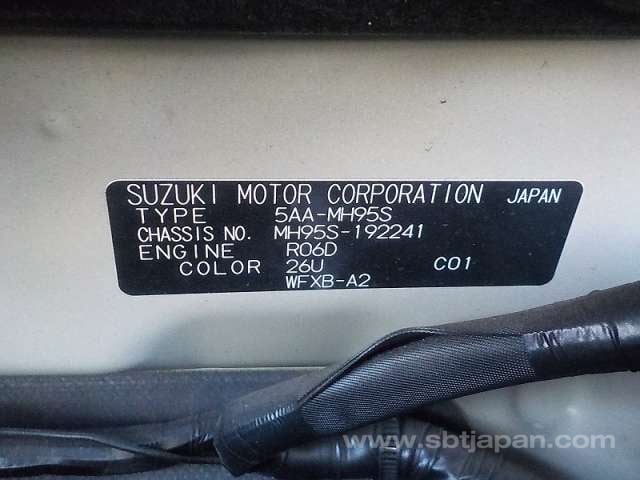 SUZUKI MOTOR CORPORATION JAPAN
TYPE 5AA-MH95S
CHASSIS NO. MH95S-192241
ENGINE R06D
COLOR 26U C01
WFXB-A2
www.sbtjapan.com